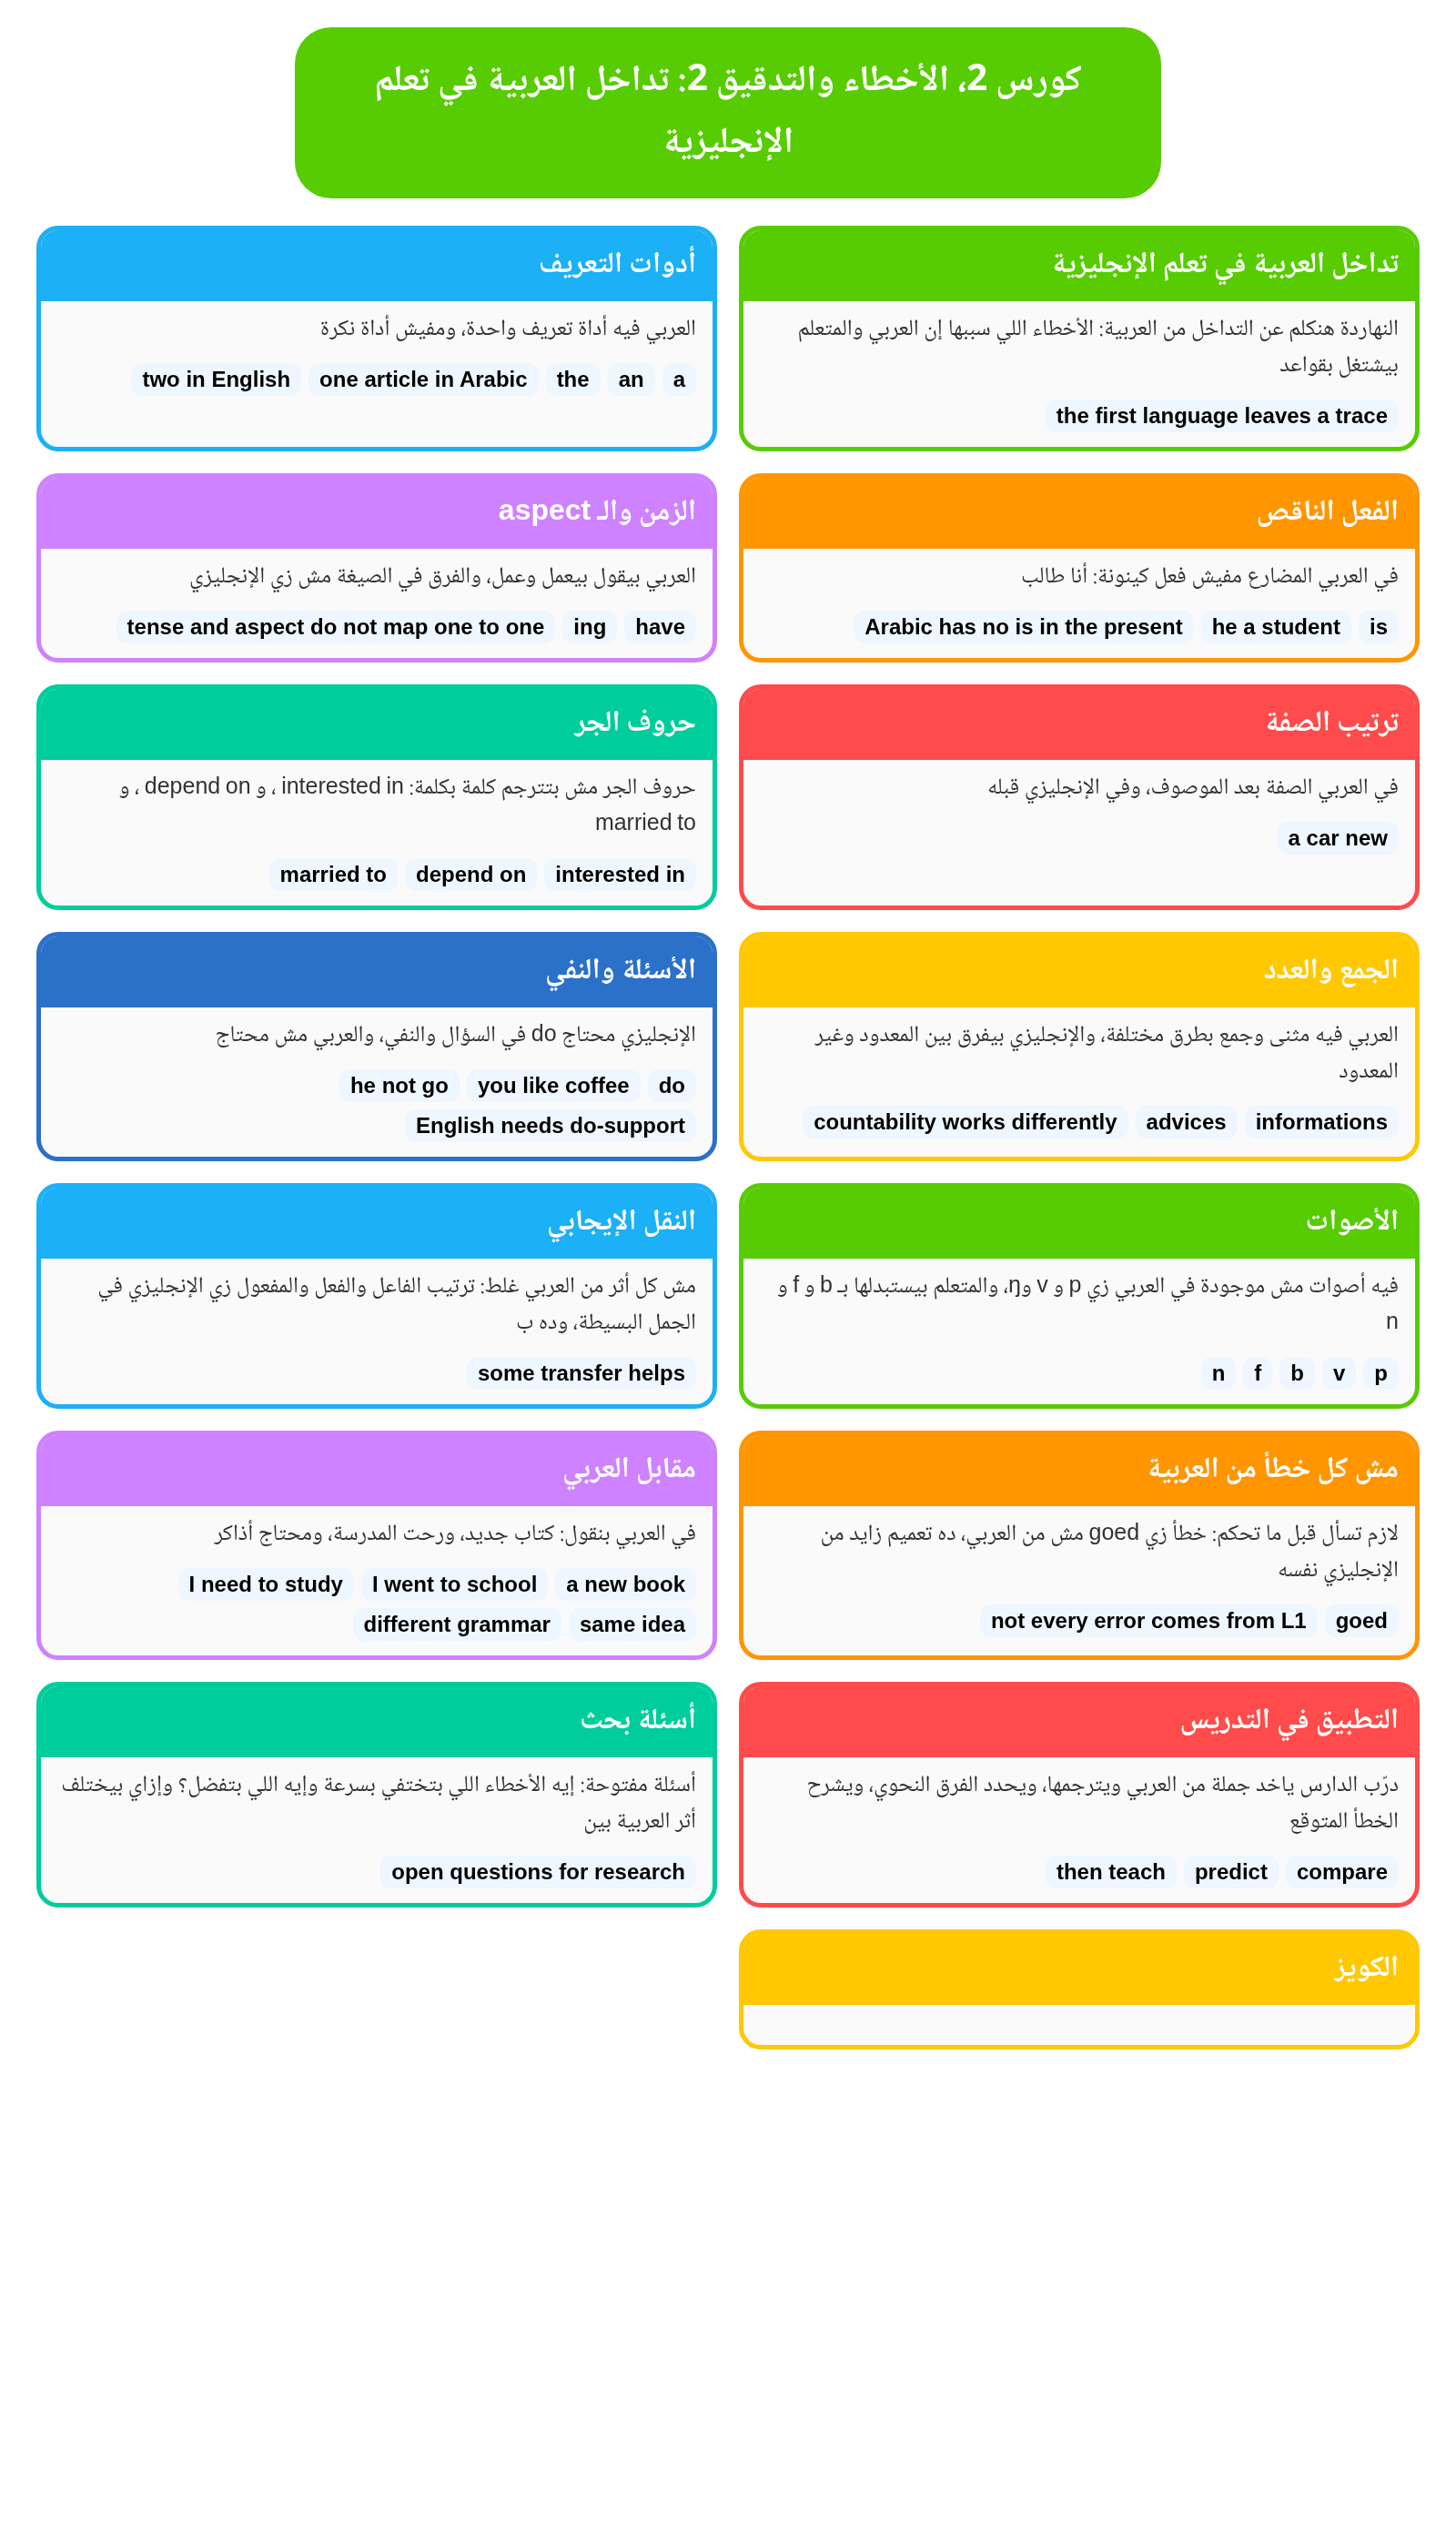 كورس 2، الأخطاء والتدقيق 2: تداخل العربية في تعلم
الإنجليزية
تداخل العربية في تعلم الإنجليزية
النهاردة هنكلم عن التداخل من العربية: الأخطاء اللي سببها إن العربي والمتعلم
بيشتغل بقواعد
the first language leaves a trace
أدوات التعريف
العربي فيه أداة تعريف واحدة، ومفيش أداة نكرة
a an the one article in Arabic two in English
الفعل الناقص
في العربي المضارع مفيش فعل كينونة: أنا طالب
is he a student Arabic has no is in the present
الزمن والـ aspect
العربي بيقول بيعمل وعمل، والفرق في الصيغة مش زي الإنجليزي
have ing tense and aspect do not map one to one
ترتيب الصفة
في العربي الصفة بعد الموصوف، وفي الإنجليزي قبله
a car new
حروف الجر
حروف الجر مش بتترجم كلمة بكلمة: interested in ، و depend on ، و
married to
interested in depend on married to
الجمع والعدد
العربي فيه مثنى وجمع بطرق مختلفة، والإنجليزي بيفرق بين المعدود وغير
المعدود
informations advices countability works differently
الأسئلة والنفي
الإنجليزي محتاج do في السؤال والنفي، والعربي مش محتاج
do you like coffee he not go
English needs do-support
الأصوات
فيه أصوات مش موجودة في العربي زي p و v وŋ، والمتعلم بيستبدلها بـ b و f و
n
p v b f n
النقل الإيجابي
مش كل أثر من العربي غلط: ترتيب الفاعل والفعل والمفعول زي الإنجليزي في
الجمل البسيطة، وده ب
some transfer helps
مش كل خطأ من العربية
لازم تسأل قبل ما تحكم: خطأ زي goed مش من العربي، ده تعميم زايد من
الإنجليزي نفسه
goed not every error comes from L1
مقابل العربي
في العربي بنقول: كتاب جديد، ورحت المدرسة، ومحتاج أذاكر
a new book I went to school I need to study
same idea different grammar
التطبيق في التدريس
درّب الدارس ياخد جملة من العربي ويترجمها، ويحدد الفرق النحوي، ويشرح
الخطأ المتوقع
compare predict then teach
أسئلة بحث
أسئلة مفتوحة: إيه الأخطاء اللي بتختفي بسرعة وإيه اللي بتفضل؟ وإزاي بيختلف
أثر العربية بين
open questions for research
الكويز